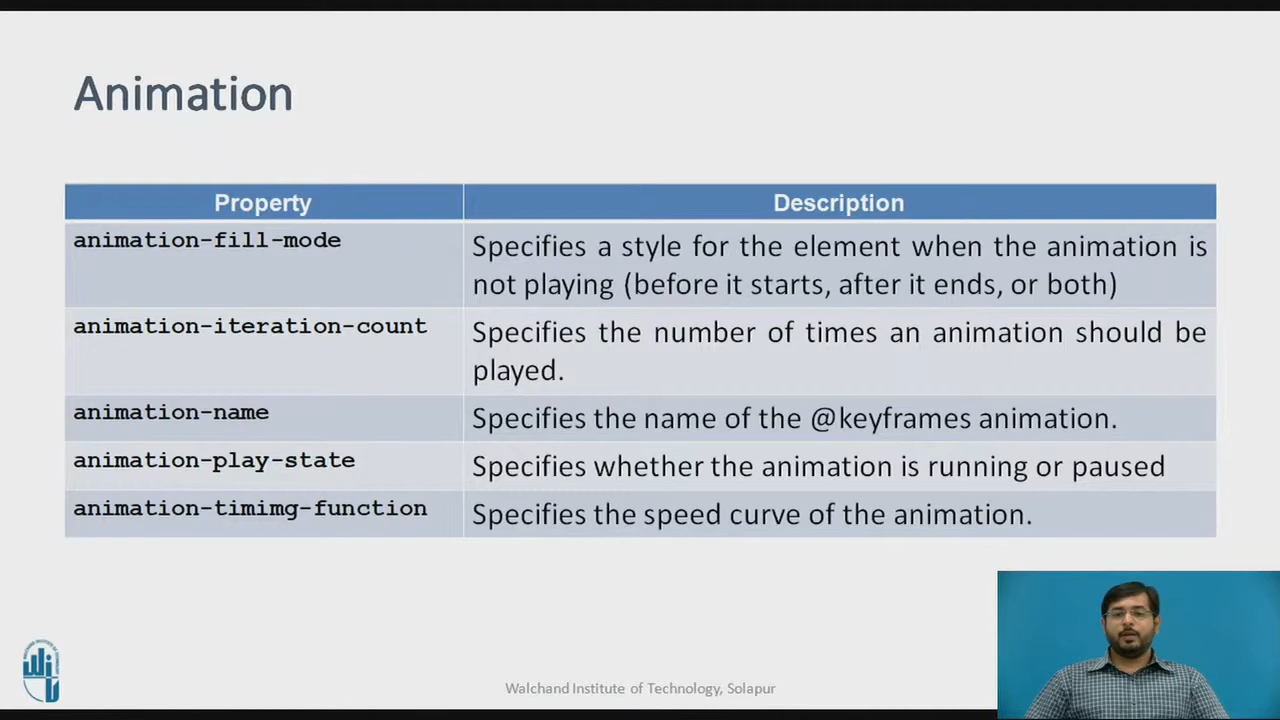 Animation
Property
Description
animation-fill-mode
Specifies a style for the element when the animation is
not playing (before it starts, after it ends, or both)
animation-iteration-count
Specifies the number of times an animation should be
played.
animation-name
Specifies the name of the @keyframes animation.
animation-play-state
Specifies whether the animation is running or paused
animation-timimg-function
Specifies the speed curve of the animation.
Walchand Institute of Technology, Solapur